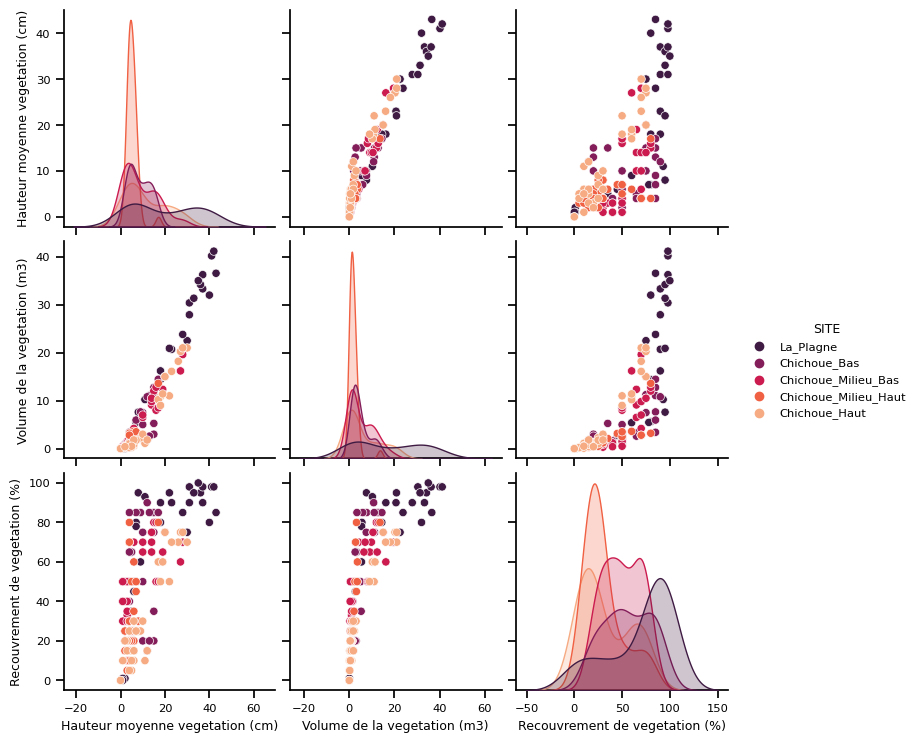 Hauteur moyenne vegetation (cm)
40
30
20
10
0
Volume de la vegetation (m3)
40
30
20
10
0
Recouvrement de vegetation (%)
100
80
60
40
20
0
−20 0 20 40 60
Hauteur moyenne vegetation (cm)
−20 0 20 40 60
Volume de la vegetation (m3)
−50 0 50 100 150
Recouvrement de vegetation (%)
SITE
La_Plagne
Chichoue_Bas
Chichoue_Milieu_Bas
Chichoue_Milieu_Haut
Chichoue_Haut